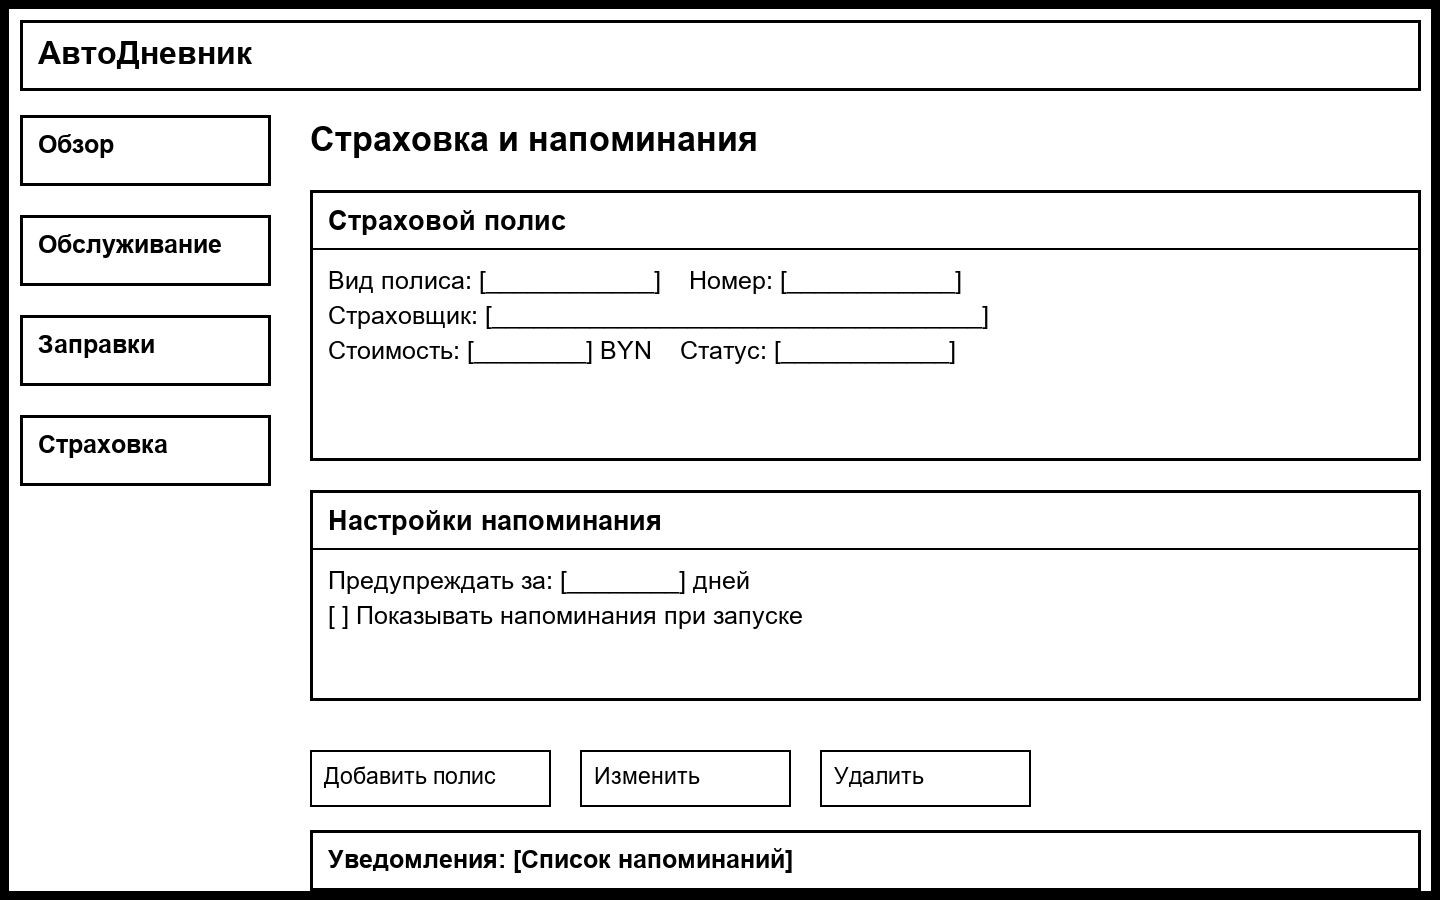 АвтоДневник
Обзор
Обслуживание
Заправки
Страховка
Страховка и напоминания
Страховой полис
Вид полиса: [____________] Номер: [____________]
Страховщик: [___________________________________]
Стоимость: [________] BYN Статус: [____________]
Настройки напоминания
Предупреждать за: [________] дней
[ ] Показывать напоминания при запуске
Добавить полис
Изменить
Удалить
Уведомления: [Список напоминаний]